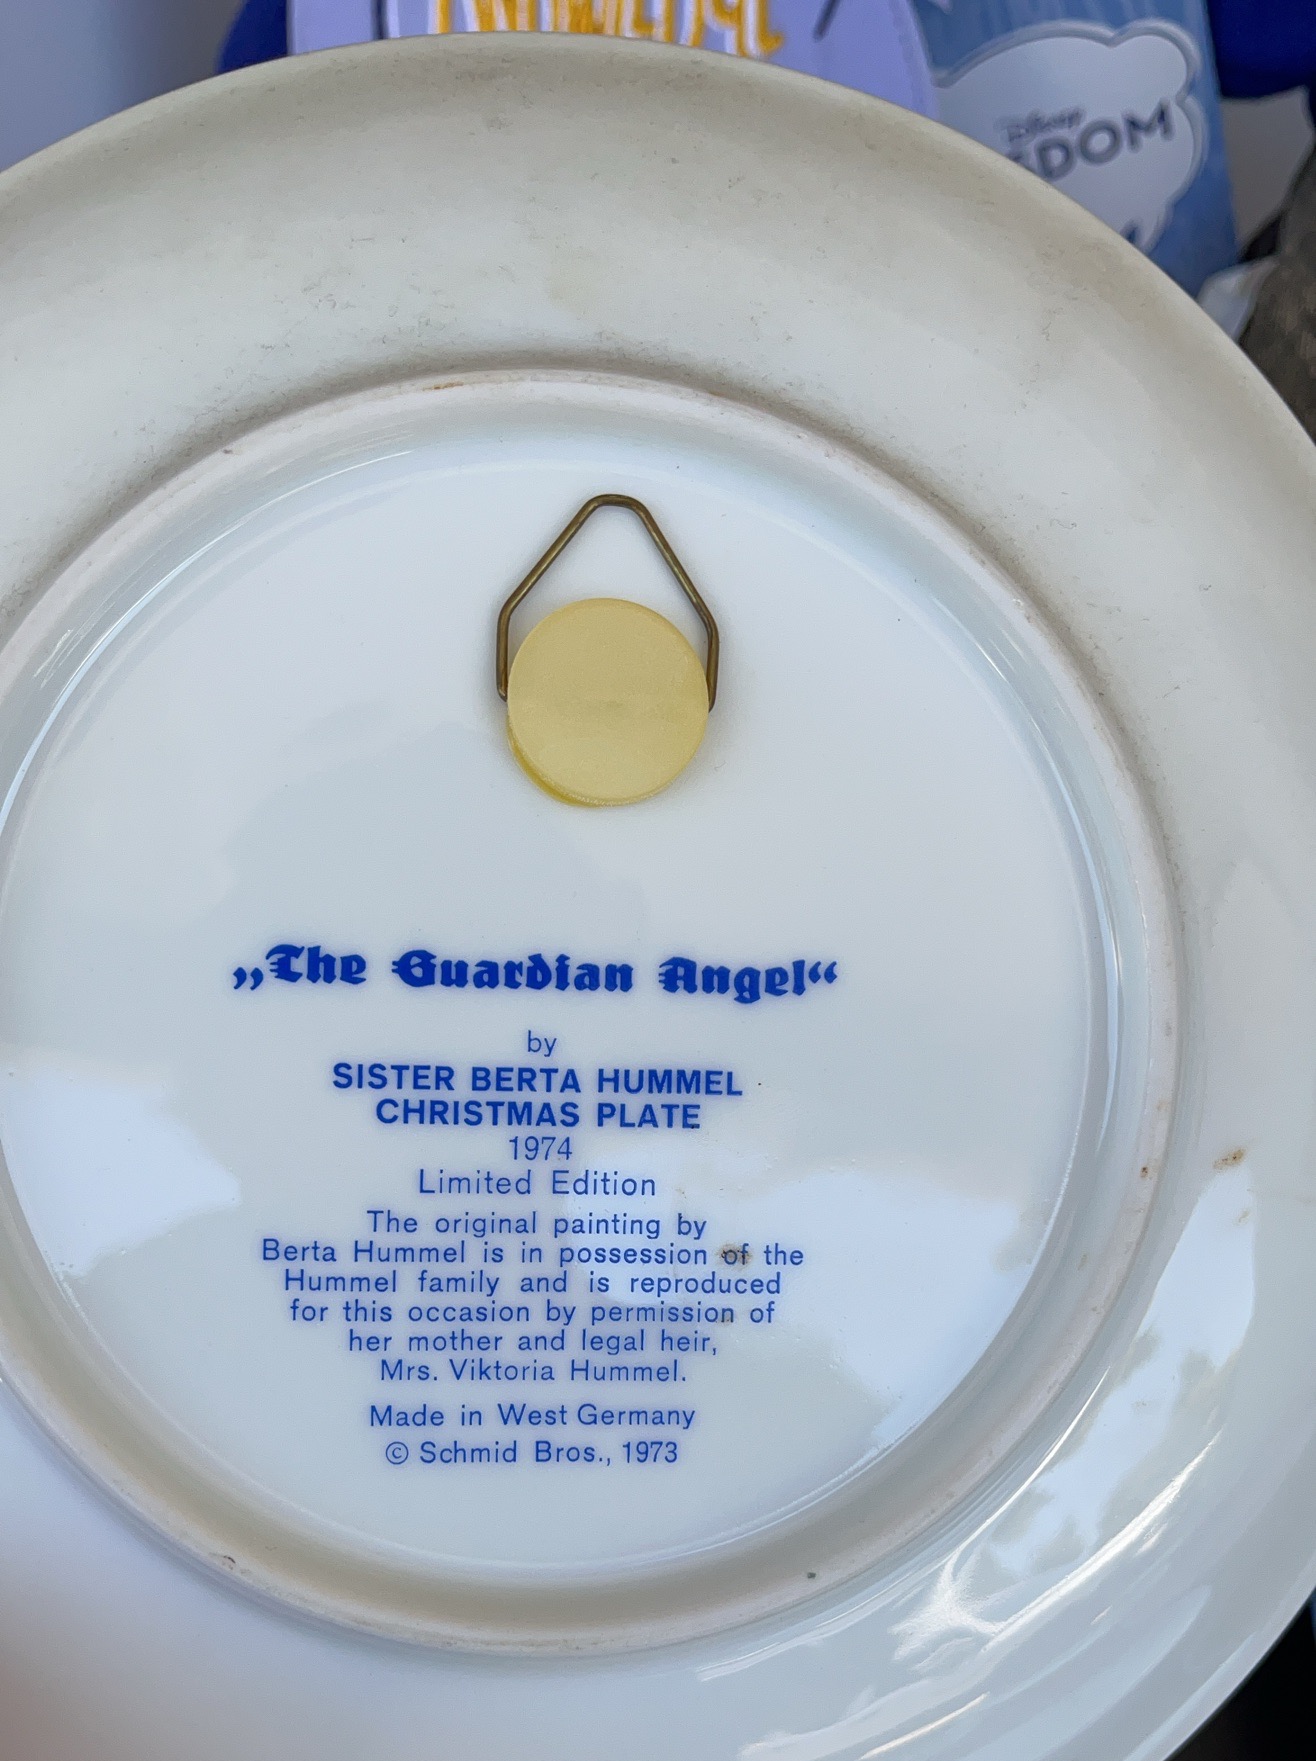 Disney
DOM
„The Guardian Angel“
by
SISTER BERTA HUMMEL
CHRISTMAS PLATE
1974
Limited Edition
The original painting by
Berta Hummel is in possession of the
Hummel family and is reproduced
for this occasion by permission of
her mother and legal heir,
Mrs. Viktoria Hummel.
Made in West Germany
© Schmid Bros., 1973